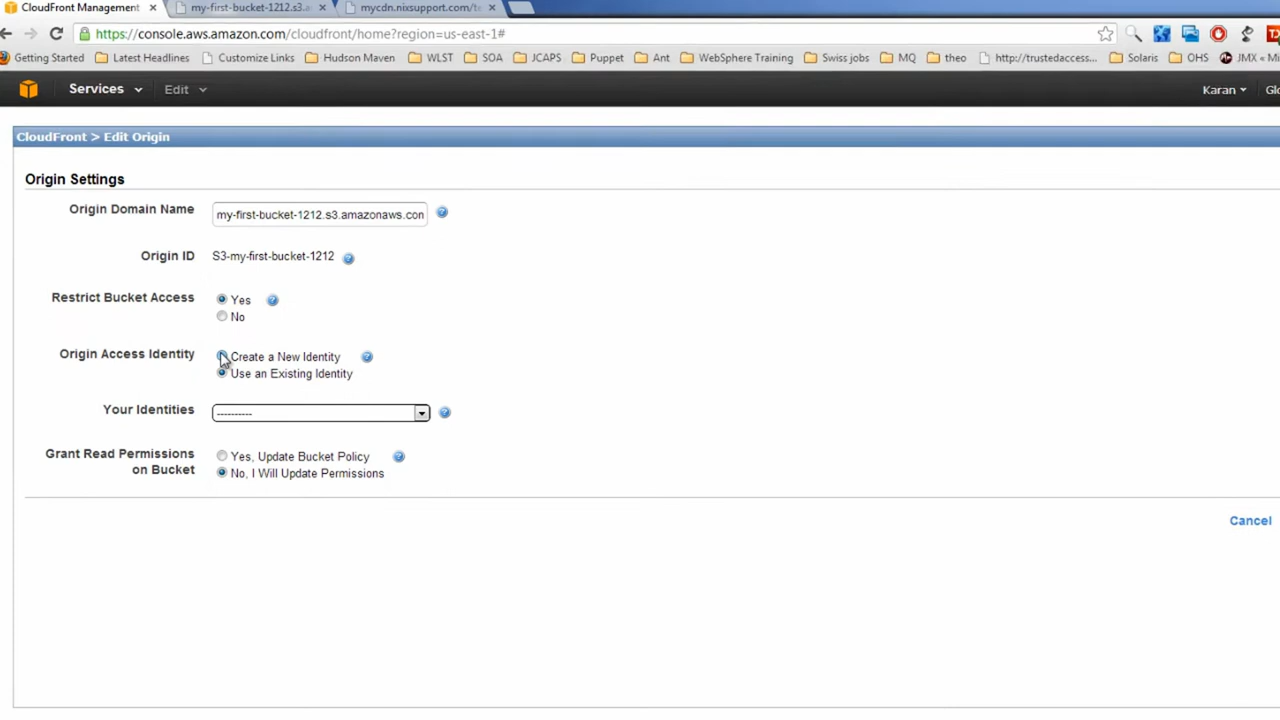 CloudFront Management
my-first-bucket-1212.s3.a
mycdn.nixsupport.com/te
https://console.aws.amazon.com/cloudfront/home?region=us-east-1#
Getting Started Latest Headlines Customize Links Hudson Maven WLST SOA JCAPS Puppet Ant WebSphere Training Swiss jobs MQ theo http://trustedaccess... Solaris OHS JMX « Mi
Services Edit Karan Glo
CloudFront > Edit Origin
Origin Settings
Origin Domain Name my-first-bucket-1212.s3.amazonaws.con
Origin ID S3-my-first-bucket-1212
Restrict Bucket Access Yes
No
Origin Access Identity Create a New Identity
Use an Existing Identity
Your Identities ----------
Grant Read Permissions
on Bucket
Yes, Update Bucket Policy
No, I Will Update Permissions
Cancel